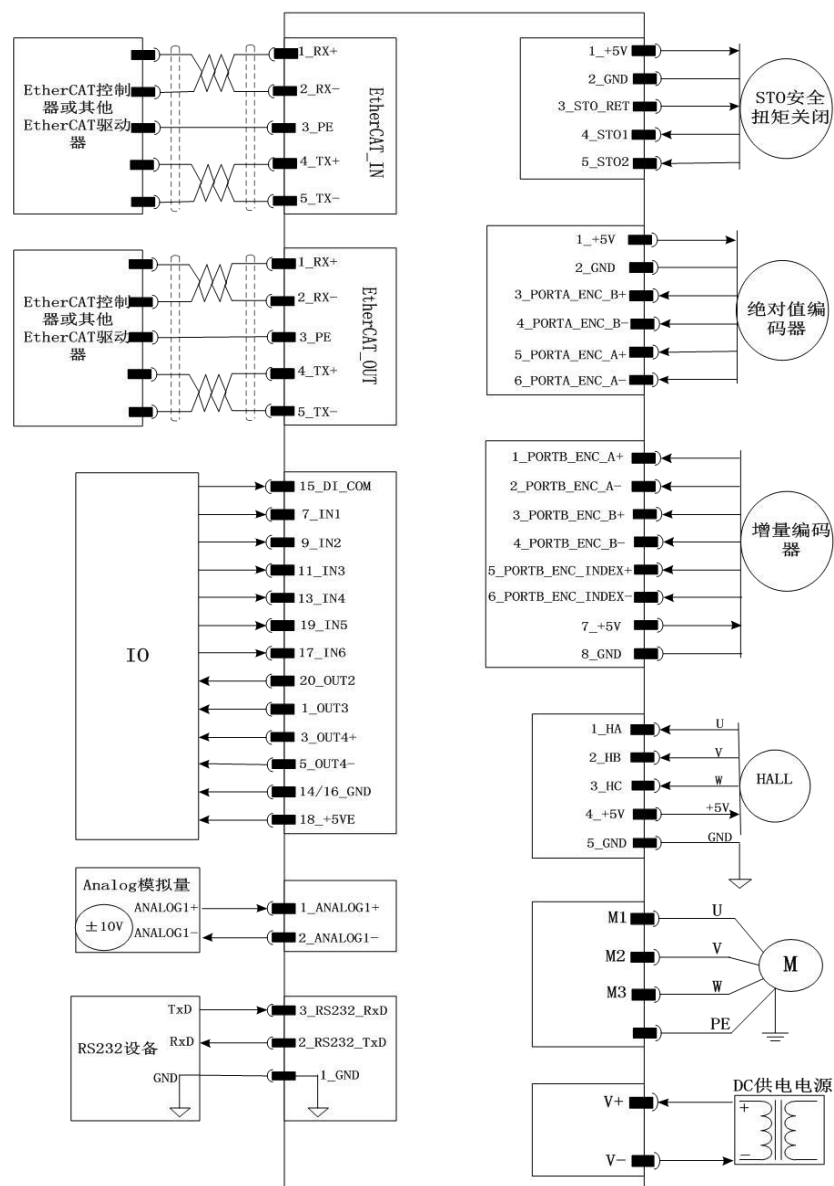 EtherCAT控制
器或其他
EtherCAT驱动
器
1_RX+
2_RX-
3_PE
4_TX+
5_TX-
EtherCAT_IN
EtherCAT控制
器或其他
EtherCAT驱动
器
1_RX+
2_RX-
3_PE
4_TX+
5_TX-
EtherCAT_OUT
IO
15_DI_COM
7_IN1
9_IN2
11_IN3
13_IN4
19_IN5
17_IN6
20_OUT2
1_OUT3
3_OUT4+
5_OUT4-
14/16_GND
18_+5VE
Analog模拟量
±10V
ANALOG1+
ANALOG1-
1_ANALOG1+
2_ANALOG1-
RS232设备
TxD
RxD
GND
3_RS232_RxD
2_RS232_TxD
1_GND
1_+5V
2_GND
3_STO_RET
4_STO1
5_STO2
STO安全
扭矩关闭
1_+5V
2_GND
3_PORTA_ENC_B+
4_PORTA_ENC_B-
5_PORTA_ENC_A+
6_PORTA_ENC_A-
绝对值编
码器
1_PORTB_ENC_A+
2_PORTB_ENC_A-
3_PORTB_ENC_B+
4_PORTB_ENC_B-
5_PORTB_ENC_INDEX+
6_PORTB_ENC_INDEX-
7_+5V
8_GND
增量编码
器
1_HA
2_HB
3_HC
4_+5V
5_GND
U
V
W
+5V
GND
HALL
M1
M2
M3
U
V
W
PE
M
V+
V-
DC供电电源
+
-